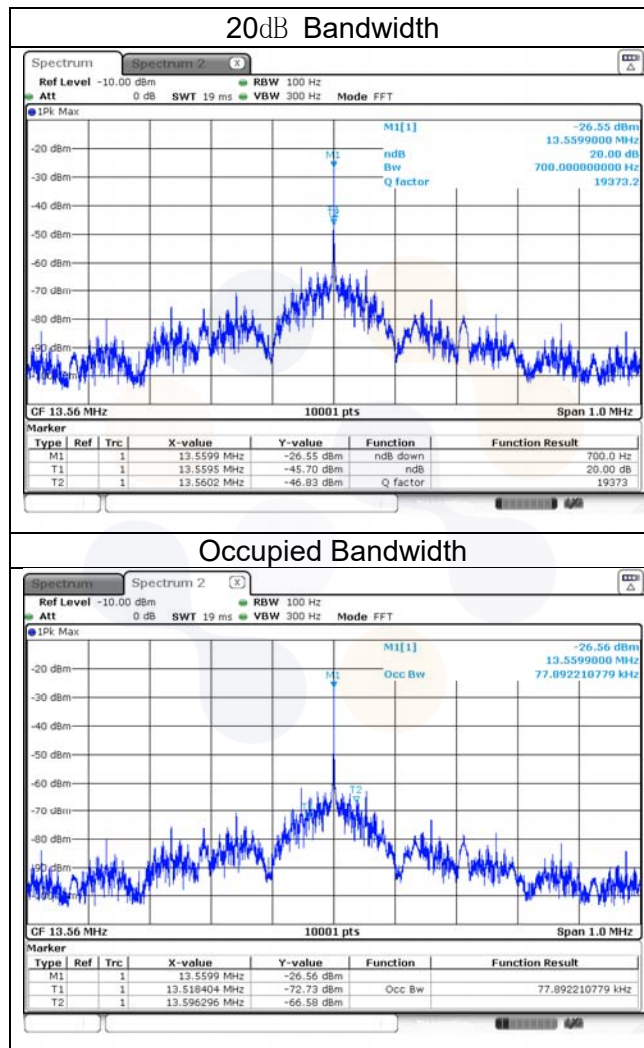 20dB Bandwidth
Spectrum Spectrum 2 X
Ref Level -10.00 dBm RBW 100 Hz
Att 0 dB SWT 19 ms VBW 300 Hz Mode FFT
1Pk Max
M1[1] -26.55 dBm
13.5599000 MHz
-20 dBm
M1
ndB 20.00 dB
Bw 700.000000000 Hz
-30 dBm
Q factor 19373.2
-40 dBm
-50 dBm
-60 dBm
-70 dBm
-80 dBm
-90 dBm
CF 13.56 MHz 10001 pts Span 1.0 MHz
Marker
Type Ref Trc X-value Y-value Function Function Result
M1 1 13.5599 MHz -26.55 dBm ndB down 700.0 Hz
T1 1 13.5595 MHz -45.70 dBm ndB 20.00 dB
T2 1 13.5602 MHz -46.83 dBm Q factor 19373
Occupied Bandwidth
Spectrum Spectrum 2 X
Ref Level -10.00 dBm RBW 100 Hz
Att 0 dB SWT 19 ms VBW 300 Hz Mode FFT
1Pk Max
M1[1] -26.56 dBm
13.5599000 MHz
-20 dBm
M1
Occ Bw 77.892210779 kHz
-30 dBm
-40 dBm
-50 dBm
-60 dBm
T2
-70 dBm
-80 dBm
-90 dBm
CF 13.56 MHz 10001 pts Span 1.0 MHz
Marker
Type Ref Trc X-value Y-value Function Function Result
M1 1 13.5599 MHz -26.56 dBm
T1 1 13.518404 MHz -72.73 dBm Occ Bw 77.892210779 kHz
T2 1 13.596296 MHz -66.58 dBm